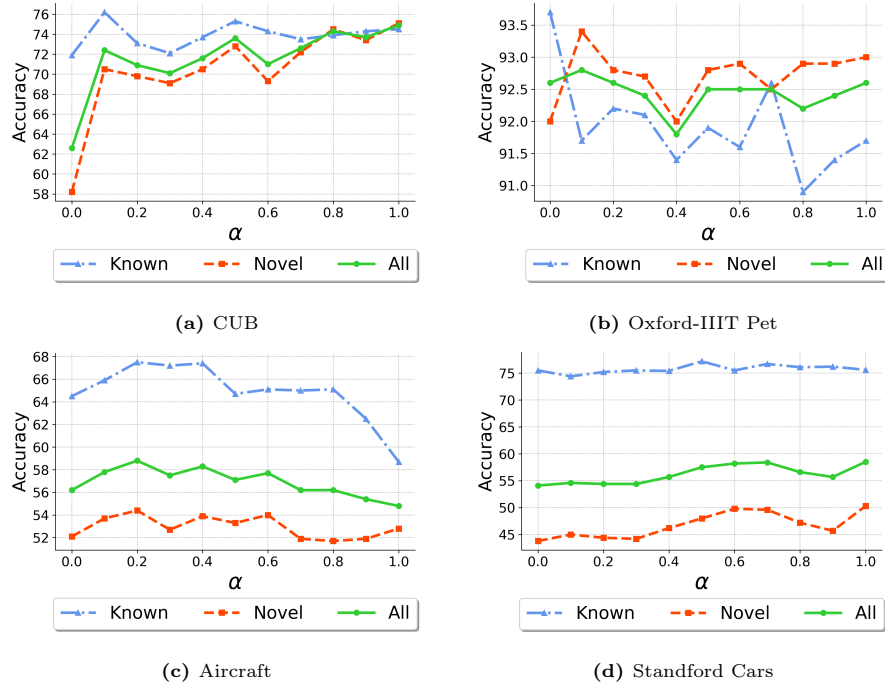 76
74
72
70
68
66
64
62
60
58
Accuracy
0.0 0.2 0.4 0.6 0.8 1.0
α
Known Novel All
(a) CUB
93.5
93.0
92.5
92.0
91.5
91.0
Accuracy
0.0 0.2 0.4 0.6 0.8 1.0
α
Known Novel All
(b) Oxford-IIIT Pet
68
66
64
62
60
58
56
54
52
Accuracy
0.0 0.2 0.4 0.6 0.8 1.0
α
Known Novel All
(c) Aircraft
75
70
65
60
55
50
45
Accuracy
0.0 0.2 0.4 0.6 0.8 1.0
α
Known Novel All
(d) Standford Cars